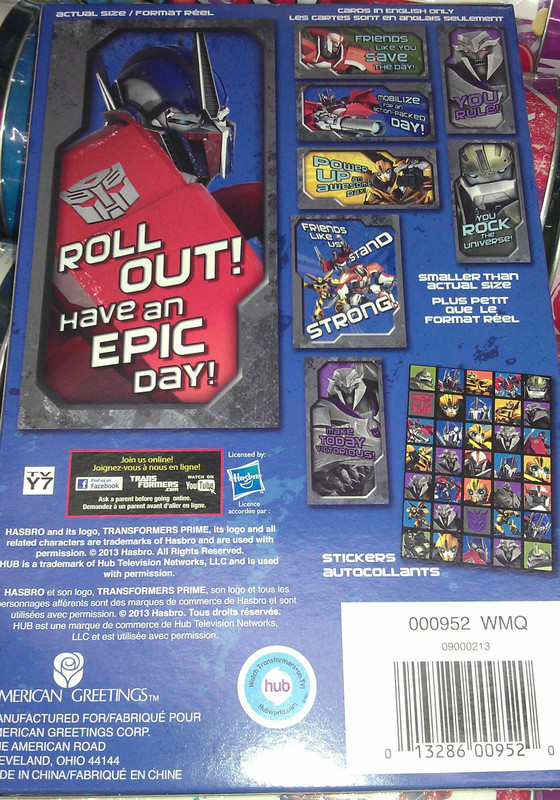 ACTUAL SIZE / FORMAT RÉEL
CARDS IN ENGLISH ONLY
LES CARTES SONT EN ANGLAIS SEULEMENT
ROLL
OUT!
Have an
EPIC
DAY!
FRIENDS
LIKE YOU
SAVE
THE DAY!
MOBILIZE
FOR AN
ACTION-PACKED
DAY!
POWER
UP FOR AN
AWESOME
DAY!
FRIENDS
LIKE
US!
STAND
STRONG!
YOU
RULE!
YOU
ROCK
THE
UNIVERSE!
SMALLER THAN
ACTUAL SIZE
PLUS PETIT
QUE LE
FORMAT RÉEL
MAKE
TODAY
VICTORIOUS!
STICKERS
AUTOCOLLANTS
TV
Y7
Join us online!
Joignez-vous à nous en ligne!
Find us on
Facebook
TRANS
FORMERS
.COM
WATCH ON
YouTube
Ask a parent before going online.
Demandez à un parent avant d'aller en ligne.
Licensed by:
Hasbro
Licence
accordée par :
HASBRO and its logo, TRANSFORMERS PRIME, its logo and all
related characters are trademarks of Hasbro and are used with
permission. © 2013 Hasbro. All Rights Reserved.
HUB is a trademark of Hub Television Networks, LLC and is used
with permission.
HASBRO et son logo, TRANSFORMERS PRIME, son logo et tous les
personnages afférents sont des marques de commerce de Hasbro et sont
utilisées avec permission. © 2013 Hasbro. Tous droits réservés.
HUB est une marque de commerce de Hub Television Networks,
LLC et est utilisée avec permission.
AMERICAN GREETINGS™
MANUFACTURED FOR/FABRIQUÉ POUR
AMERICAN GREETINGS CORP.
ONE AMERICAN ROAD
CLEVELAND, OHIO 44144
MADE IN CHINA/FABRIQUÉ EN CHINE
Watch Transformers on TV!
hub
000952 WMQ
09000213
0 13286 00952 0